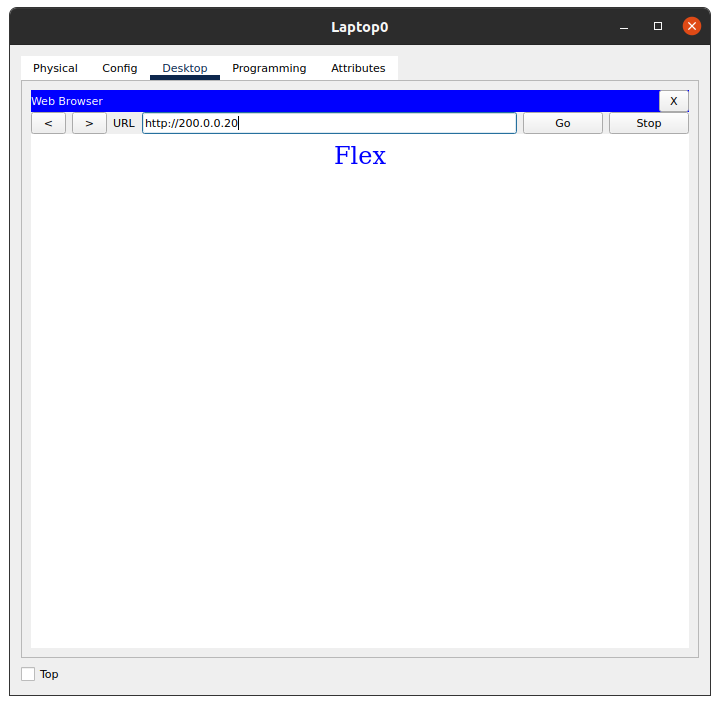 Laptop0
Physical Config Desktop Programming Attributes
Web Browser X
< > URL http://200.0.0.20 Go Stop
Flex
Top